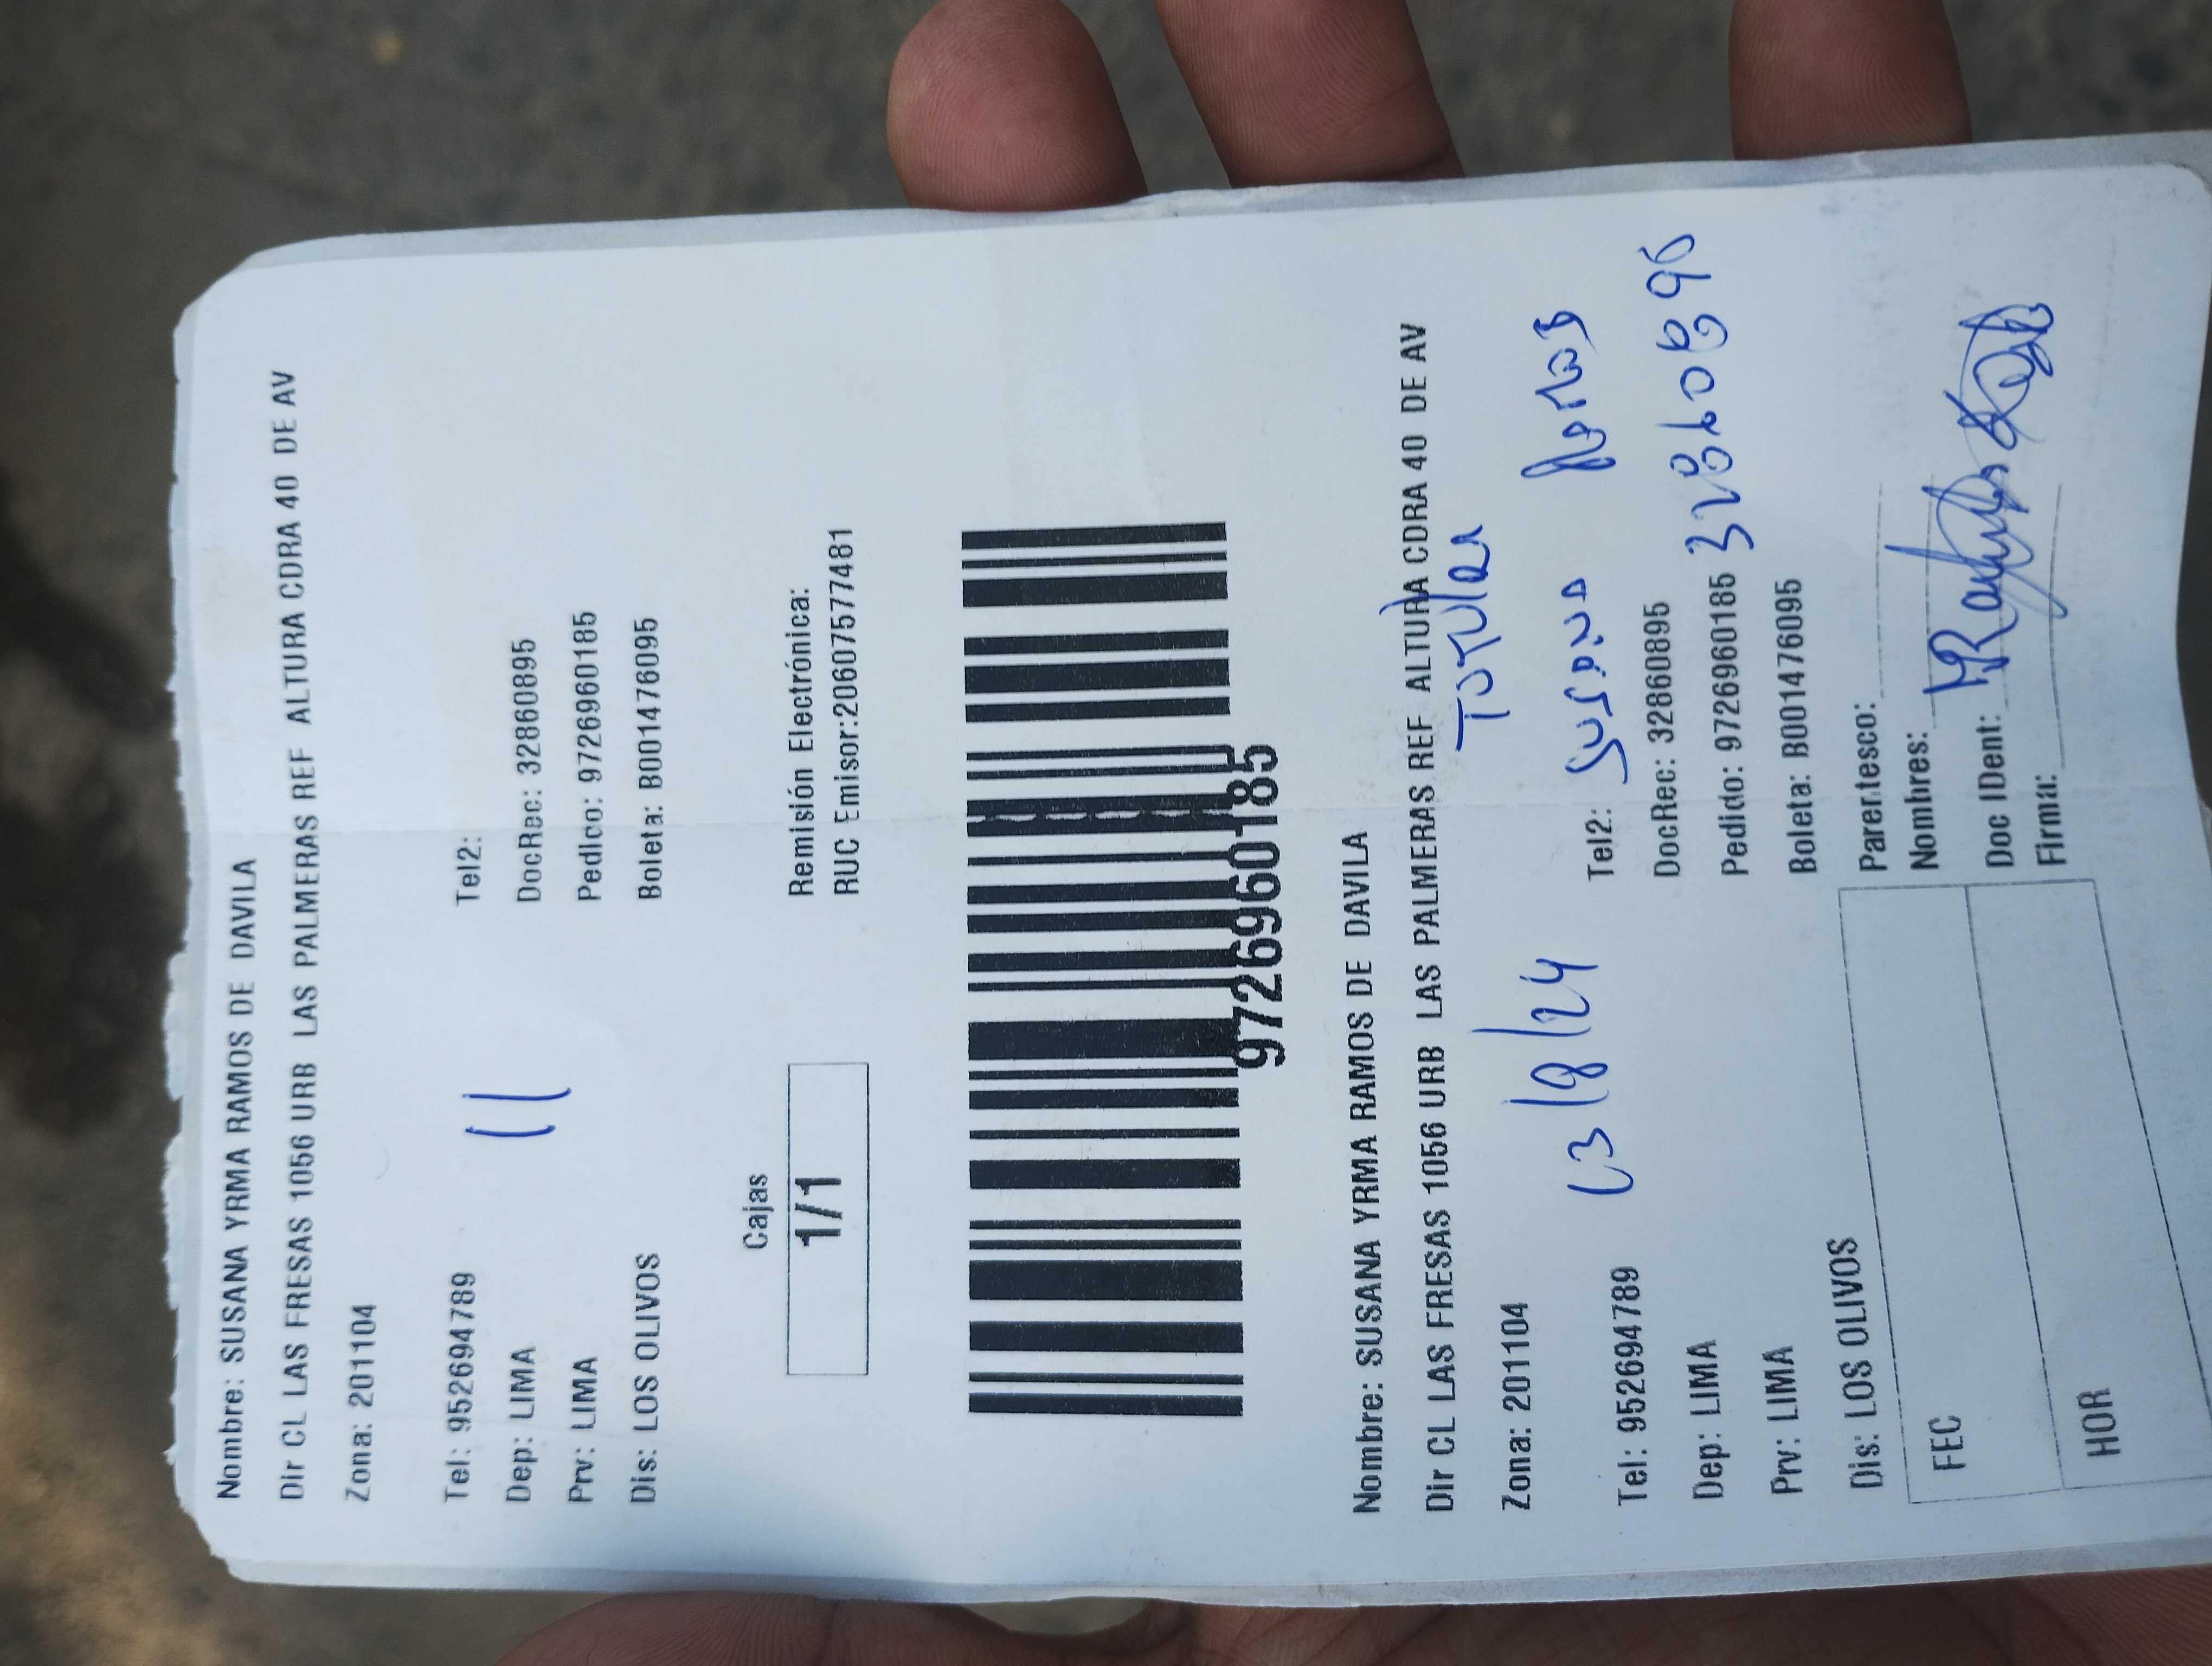 Nombre: SUSANA YRMA RAMOS DE DAVILA
Dir CL LAS FRESAS 1056 URB LAS PALMERAS REF ALTURA CDRA 40 DE AV
Zona: 201104
Tel: 952694789 Tel2:
11
Dep: LIMA DocRec: 32860895
Prv: LIMA Pedido: 9726960185
Dis: LOS OLIVOS Boleta: B001476095
Cajas
1/1
Remisión Electrónica:
RUC Emisor:20607577481
9726960185
Nombre: SUSANA YRMA RAMOS DE DAVILA
Dir CL LAS FRESAS 1056 URB LAS PALMERAS REF ALTURA CDRA 40 DE AV
Zona: 201104
13/8/24
Susana Ramos
Tel: 952694789 Tel2:
Dep: LIMA DocRec: 32860895
Prv: LIMA Pedido: 9726960185 32860895
Dis: LOS OLIVOS Boleta: B001476095
FEC
HOR
Parentesco:
Nombres:
Doc IDent:
Firma: